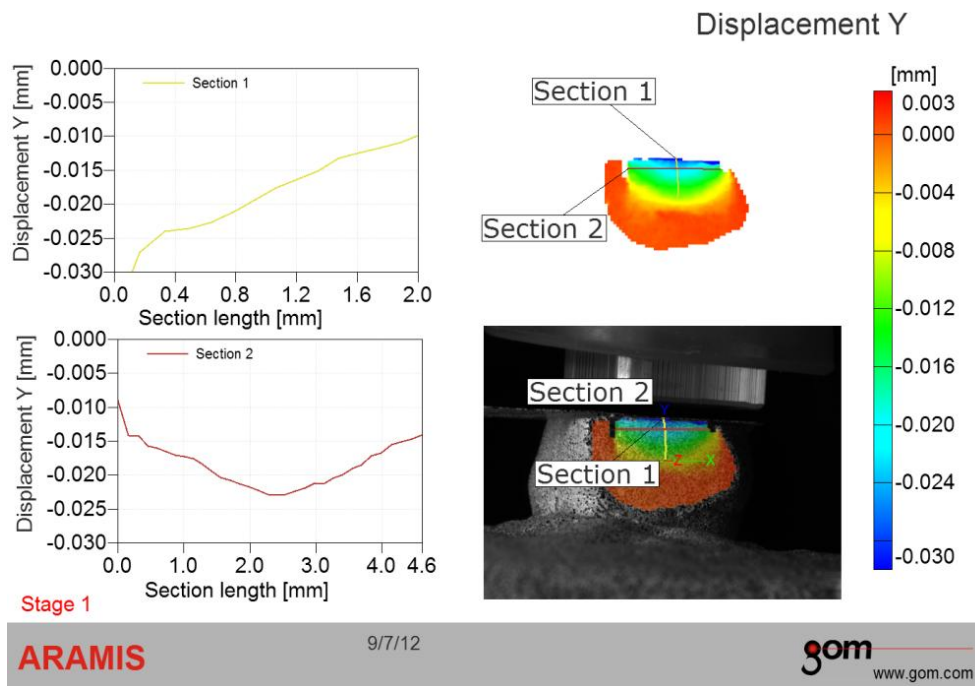 Displacement Y
0.000
-0.005
-0.010
-0.015
-0.020
-0.025
-0.030
Displacement Y [mm]
Section 1
0.0 0.4 0.8 1.2 1.6 2.0
Section length [mm]
Section 1
Section 2
[mm]
0.003
0.000
-0.004
-0.008
-0.012
-0.016
-0.020
-0.024
-0.030
0.000
-0.005
-0.010
-0.015
-0.020
-0.025
-0.030
Displacement Y [mm]
Section 2
0.0 1.0 2.0 3.0 4.0 4.6
Section length [mm]
Section 2
Y
Section 1
Z X
Stage 1
ARAMIS
9/7/12
gom
www.gom.com